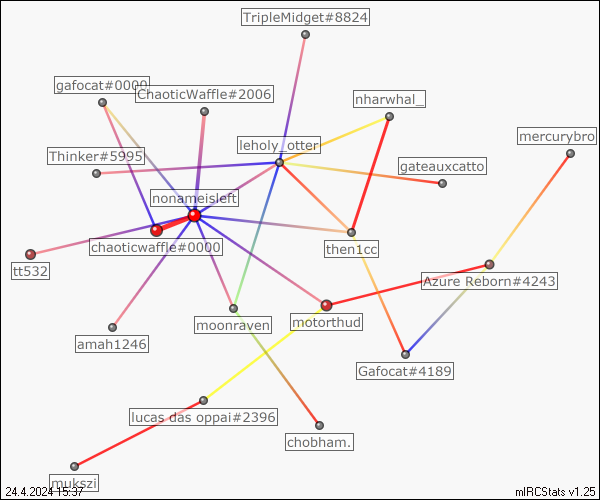 TripleMidget#8824
gafocat#0000
ChaoticWaffle#2006
nharwhal_
mercurybro
leholy_otter
Thinker#5995
gateauxcatto
nonameisleft
chaoticwaffle#0000
then1cc
tt532
Azure Reborn#4243
moonraven
motorthud
amah1246
Gafocat#4189
lucas das oppai#2396
chobham.
mukszi
24.4.2024 15:37
mIRCStats v1.25